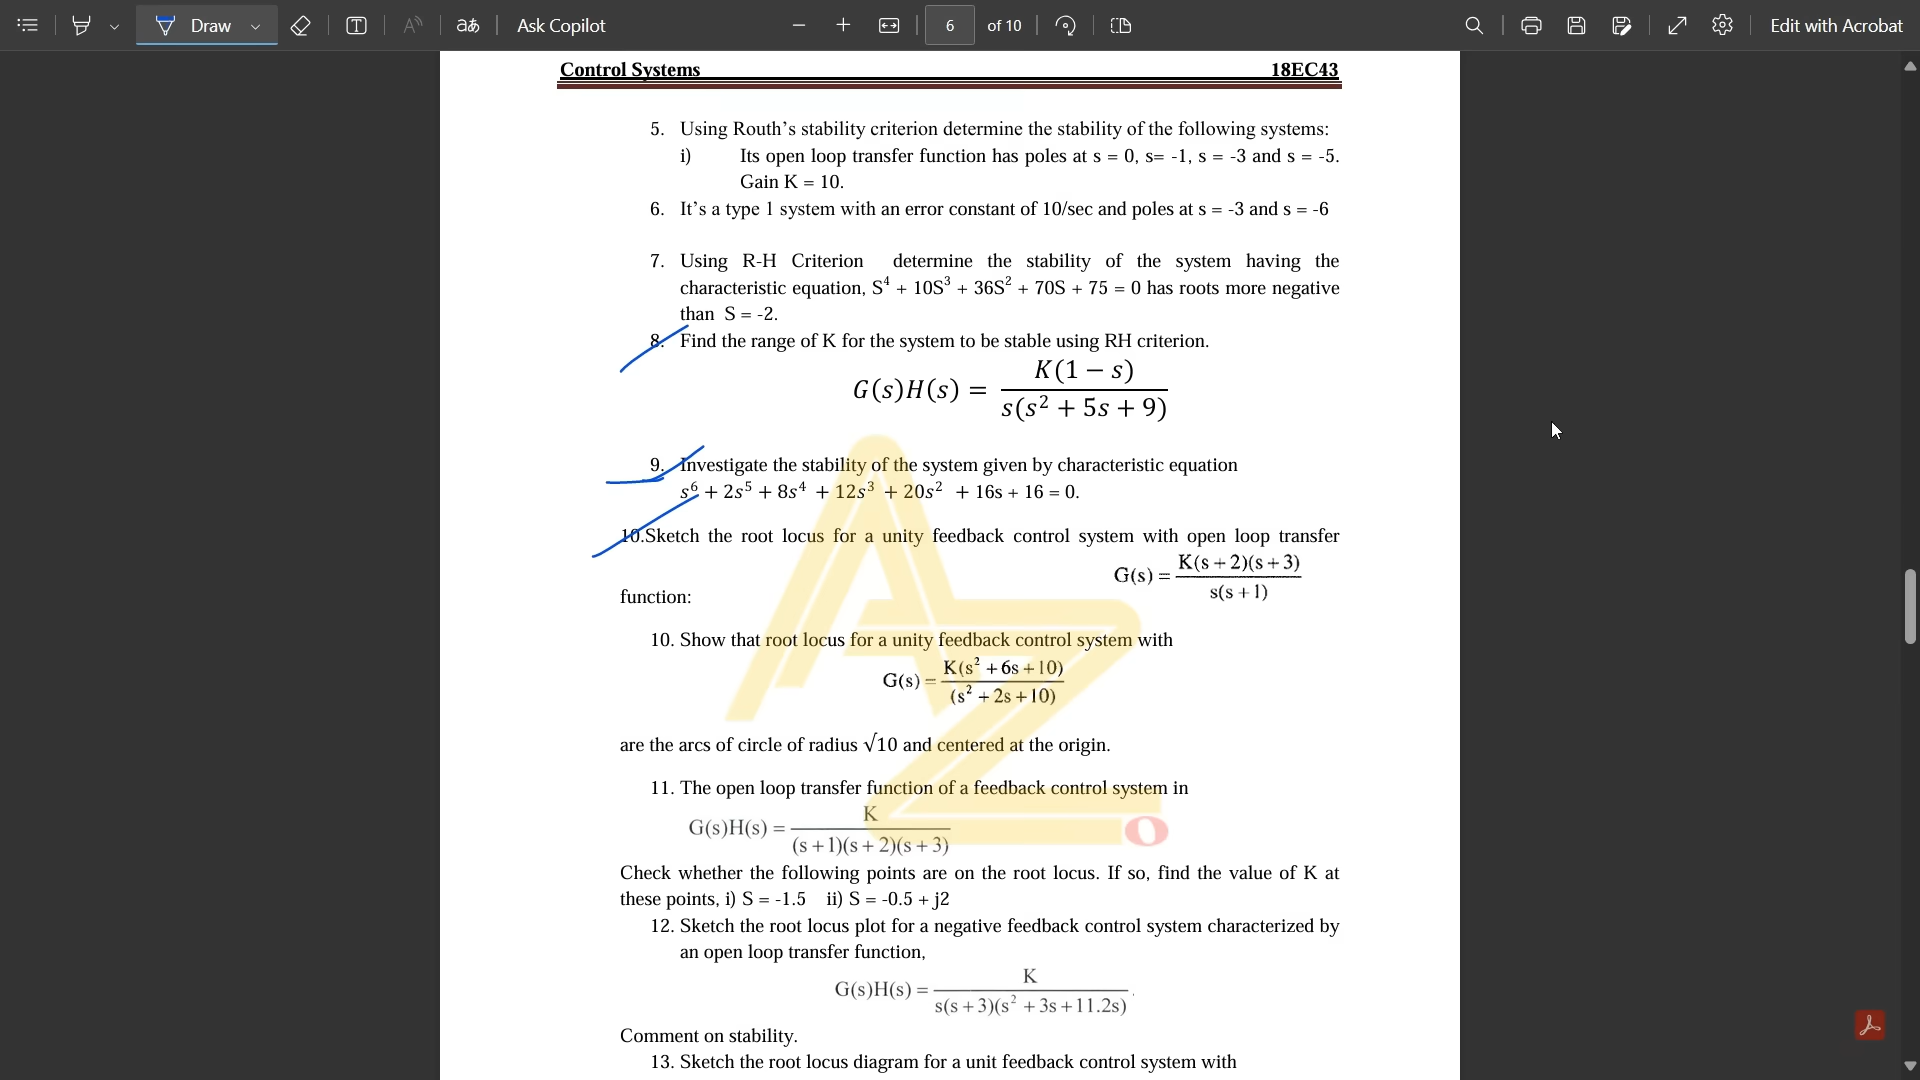 Draw
aあ
Ask Copilot
6 of 10
Edit with Acrobat
Control Systems 18EC43
5. Using Routh’s stability criterion determine the stability of the following systems:
i) Its open loop transfer function has poles at s = 0, s= -1, s = -3 and s = -5.
Gain K = 10.
6. It’s a type 1 system with an error constant of 10/sec and poles at s = -3 and s = -6
7. Using R-H Criterion determine the stability of the system having the
characteristic equation, S⁴ + 10S³ + 36S² + 70S + 75 = 0 has roots more negative
than S = -2.
8. Find the range of K for the system to be stable using RH criterion.
G(s)H(s) = K(1 − s) / s(s² + 5s + 9)
9. Investigate the stability of the system given by characteristic equation
s⁶ + 2s⁵ + 8s⁴ + 12s³ + 20s² + 16s + 16 = 0.
10.Sketch the root locus for a unity feedback control system with open loop transfer
function: G(s) = K(s+2)(s+3) / s(s+1)
10. Show that root locus for a unity feedback control system with
G(s) = K(s² +6s+10) / (s² +2s+10)
are the arcs of circle of radius √10 and centered at the origin.
11. The open loop transfer function of a feedback control system in
G(s)H(s) = K / (s+1)(s+2)(s+3)
Check whether the following points are on the root locus. If so, find the value of K at
these points, i) S = -1.5 ii) S = -0.5 + j2
12. Sketch the root locus plot for a negative feedback control system characterized by
an open loop transfer function,
G(s)H(s) = K / s(s+3)(s² +3s+11.2s) .
Comment on stability.
13. Sketch the root locus diagram for a unit feedback control system with